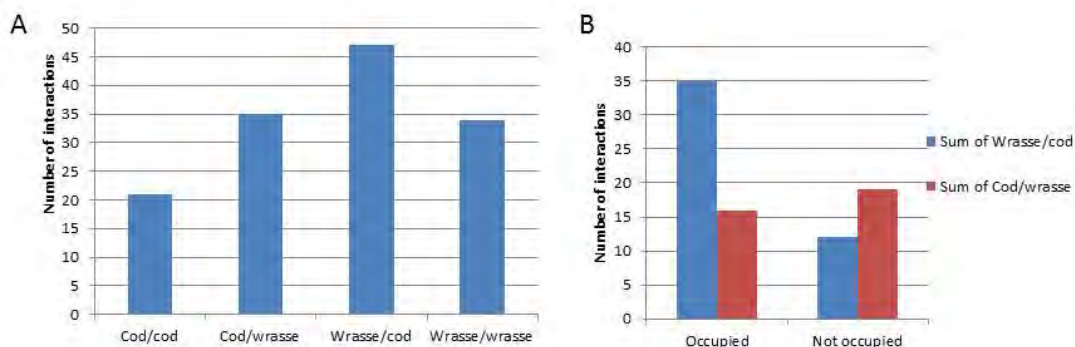 A
Number of interactions
50
45
40
35
30
25
20
15
10
5
0
Cod/cod
Cod/wrasse
Wrasse/cod
Wrasse/wrasse
B
Number of interactions
40
35
30
25
20
15
10
5
0
Occupied
Not occupied
Sum of Wrasse/cod
Sum of Cod/wrasse